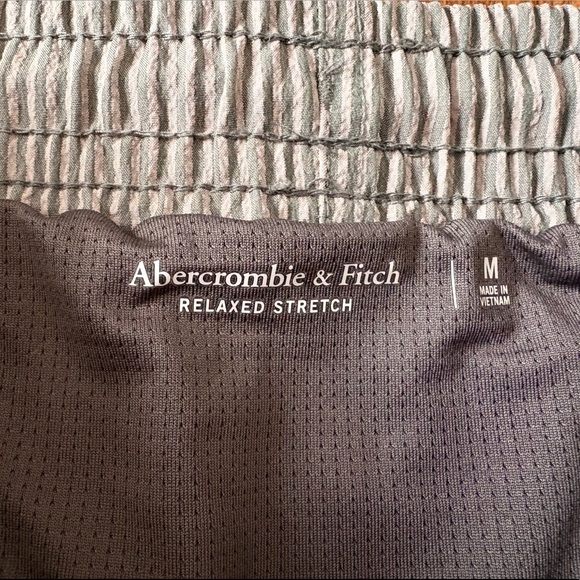 Abercrombie & Fitch
RELAXED STRETCH
M
MADE IN
VIETNAM